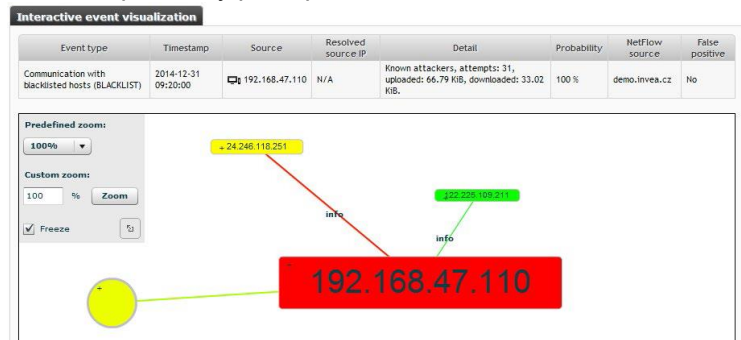 Interactive event visualization
Event type Timestamp Source Resolved source IP Detail Probability NetFlow source False positive
Communication with blacklisted hosts (BLACKLIST) 2014-12-31 09:20:00 192.168.47.110 N/A Known attackers, attempts: 31, uploaded: 66.79 KiB, downloaded: 33.02 KiB. 100 % demo.invea.cz No
Predefined zoom:
100%
+ 24.246.118.251
Custom zoom:
100 % Zoom
122.225.109.211
info
Freeze
info
192.168.47.110